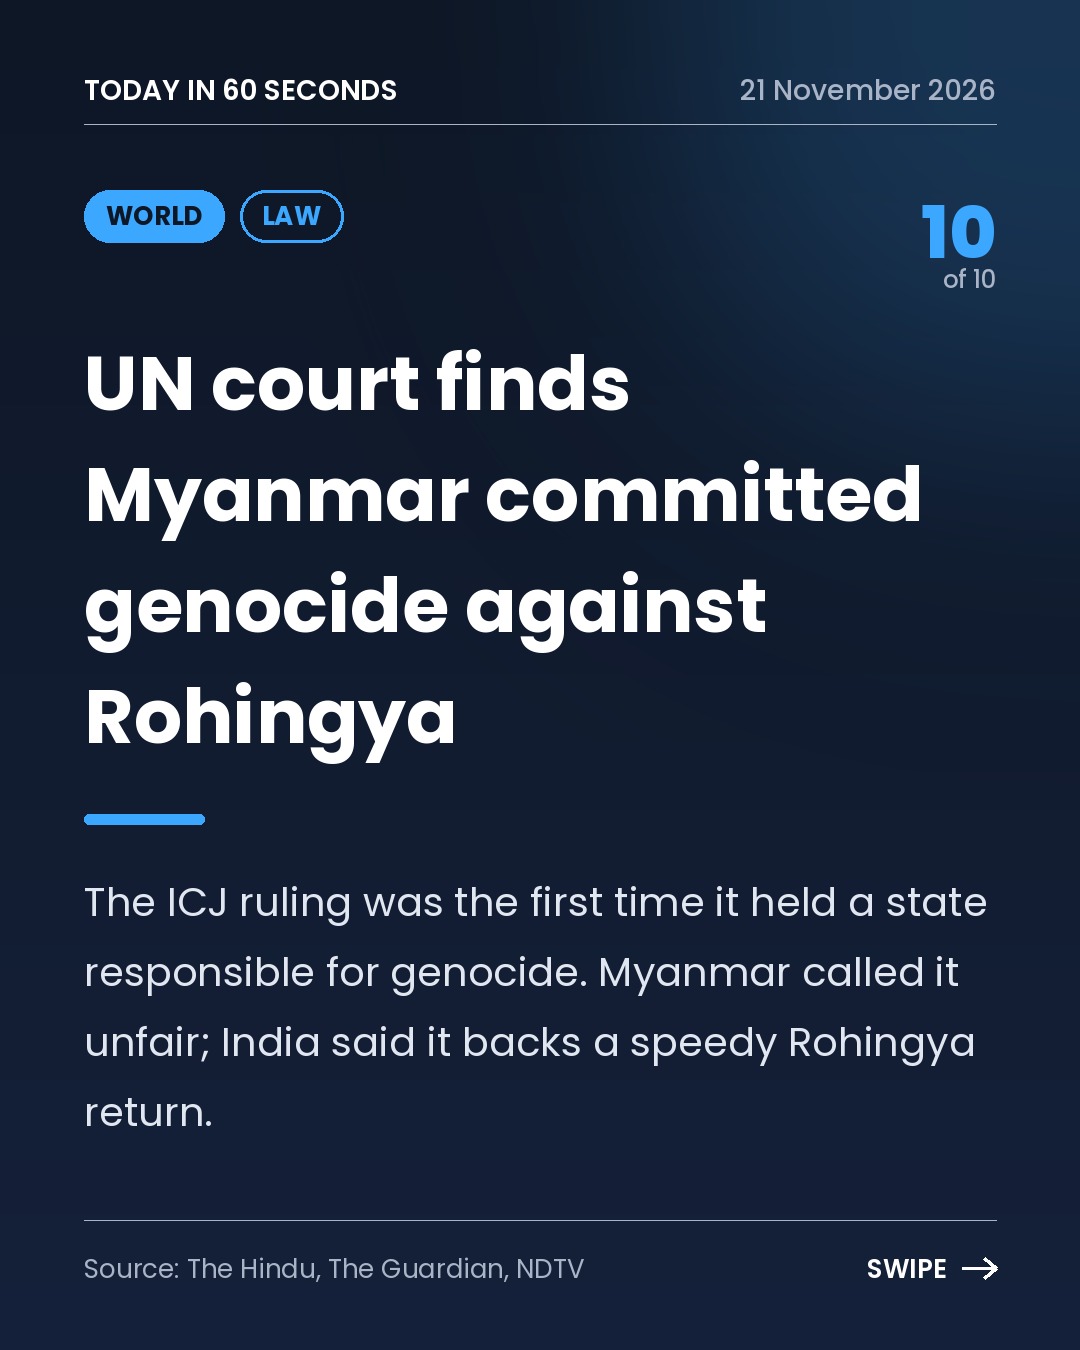 TODAY IN 60 SECONDS
21 November 2026
WORLD
LAW
10
of 10
UN court finds
Myanmar committed
genocide against
Rohingya
The ICJ ruling was the first time it held a state
responsible for genocide. Myanmar called it
unfair; India said it backs a speedy Rohingya
return.
Source: The Hindu, The Guardian, NDTV
SWIPE →